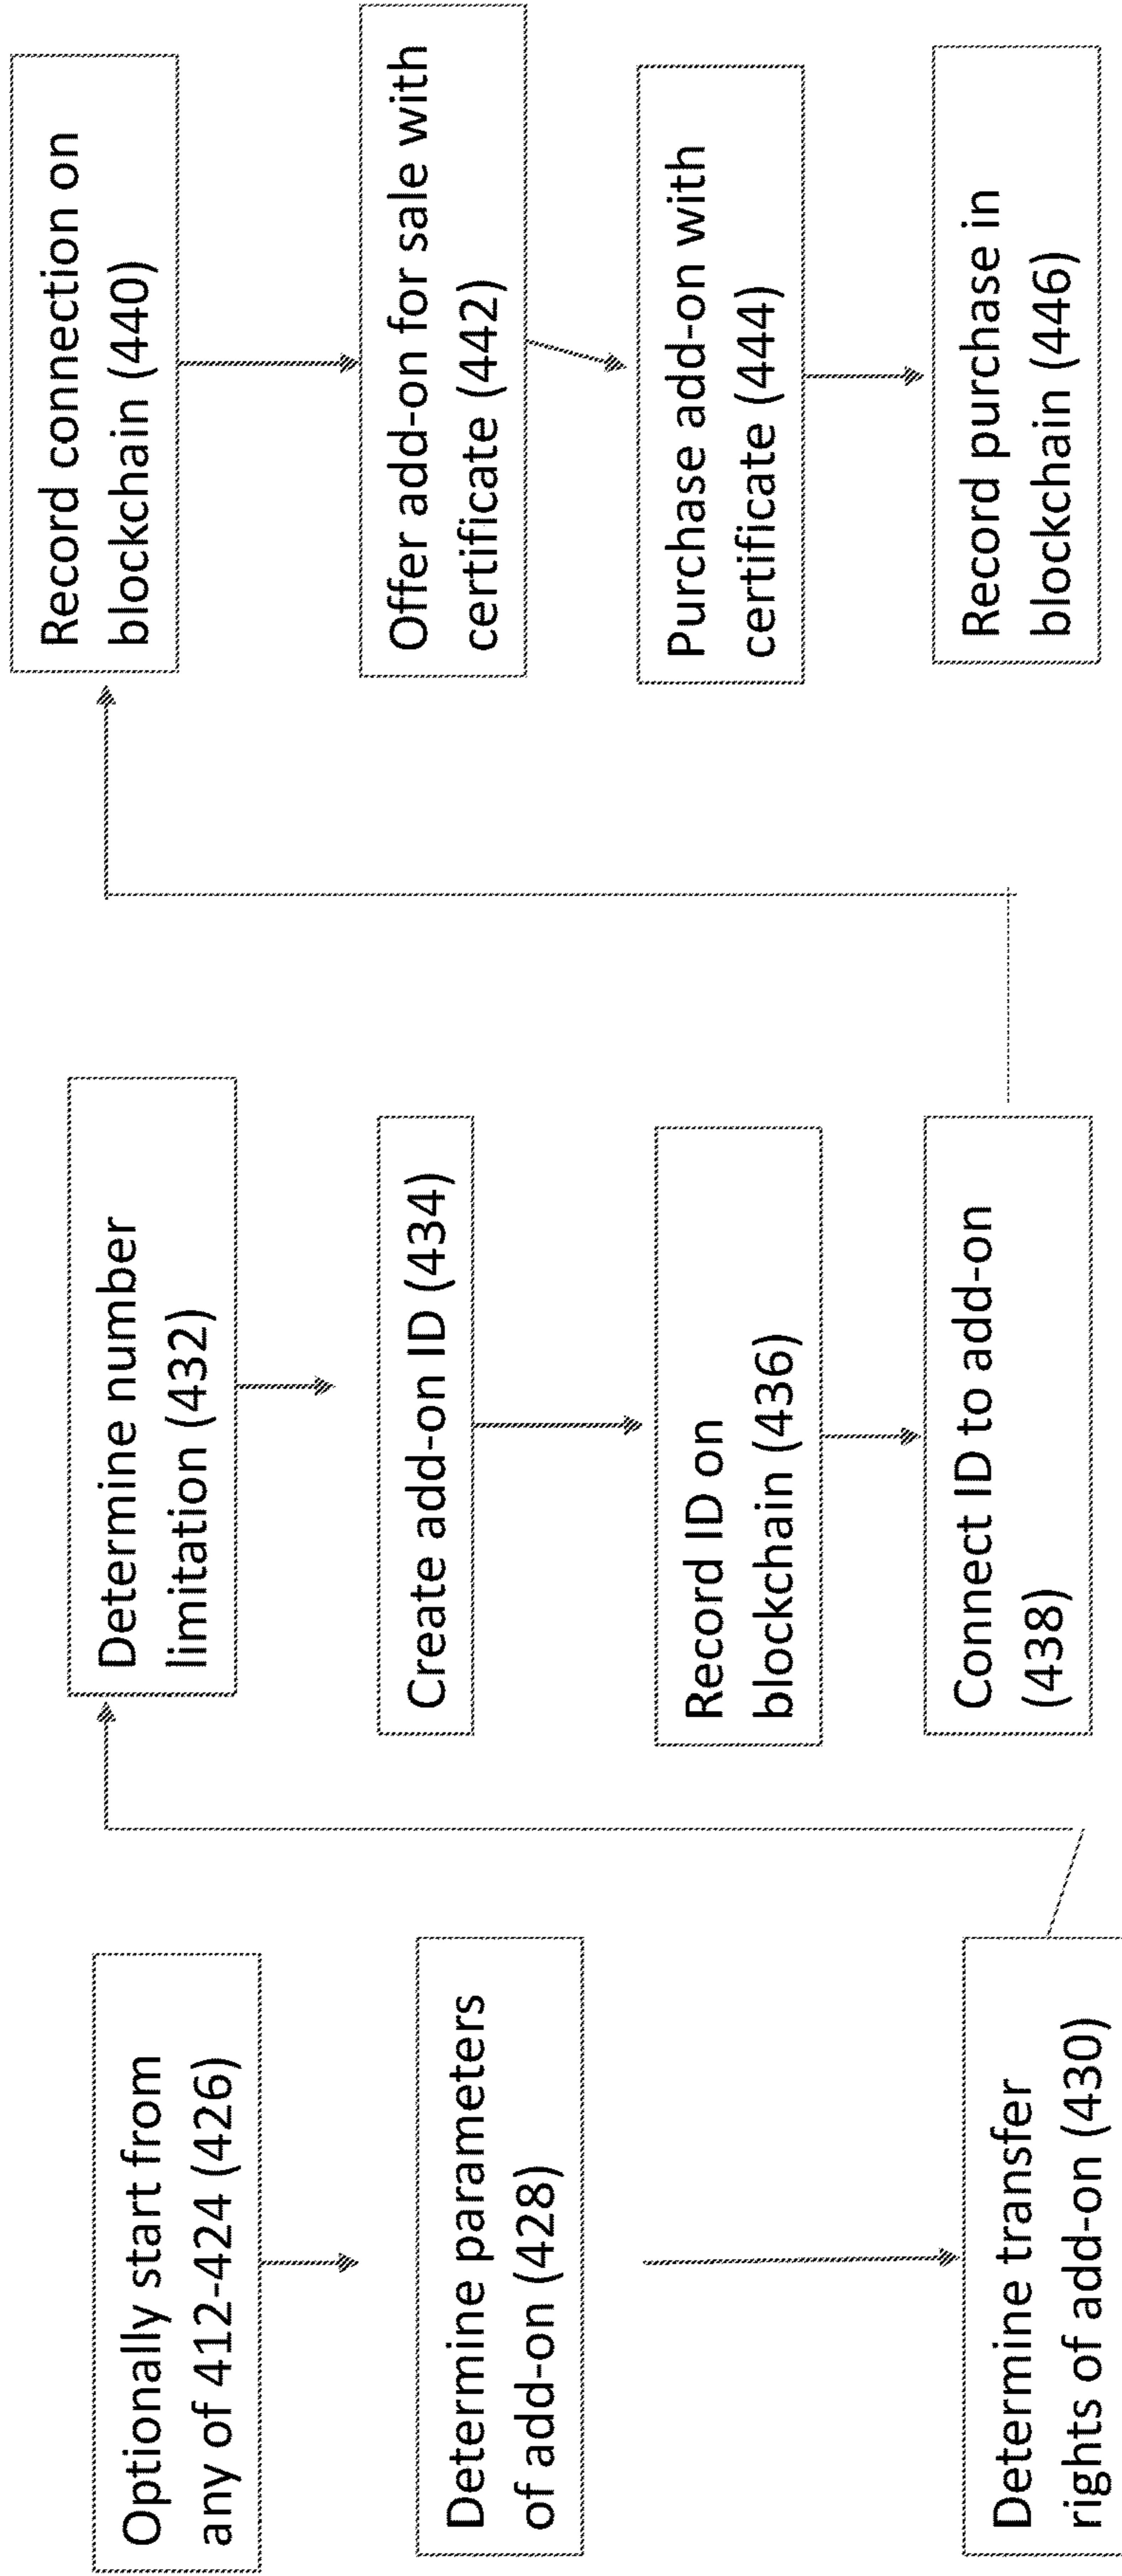 Optionally start from
any of 412-424 (426)
Determine parameters
of add-on (428)
Determine transfer
rights of add-on (430)
Determine number
limitation (432)
Create add-on ID (434)
Record ID on
blockchain (436)
Connect ID to add-on
(438)
Record connection on
blockchain (440)
Offer add-on for sale with
certificate (442)
Purchase add-on with
certificate (444)
Record purchase in
blockchain (446)